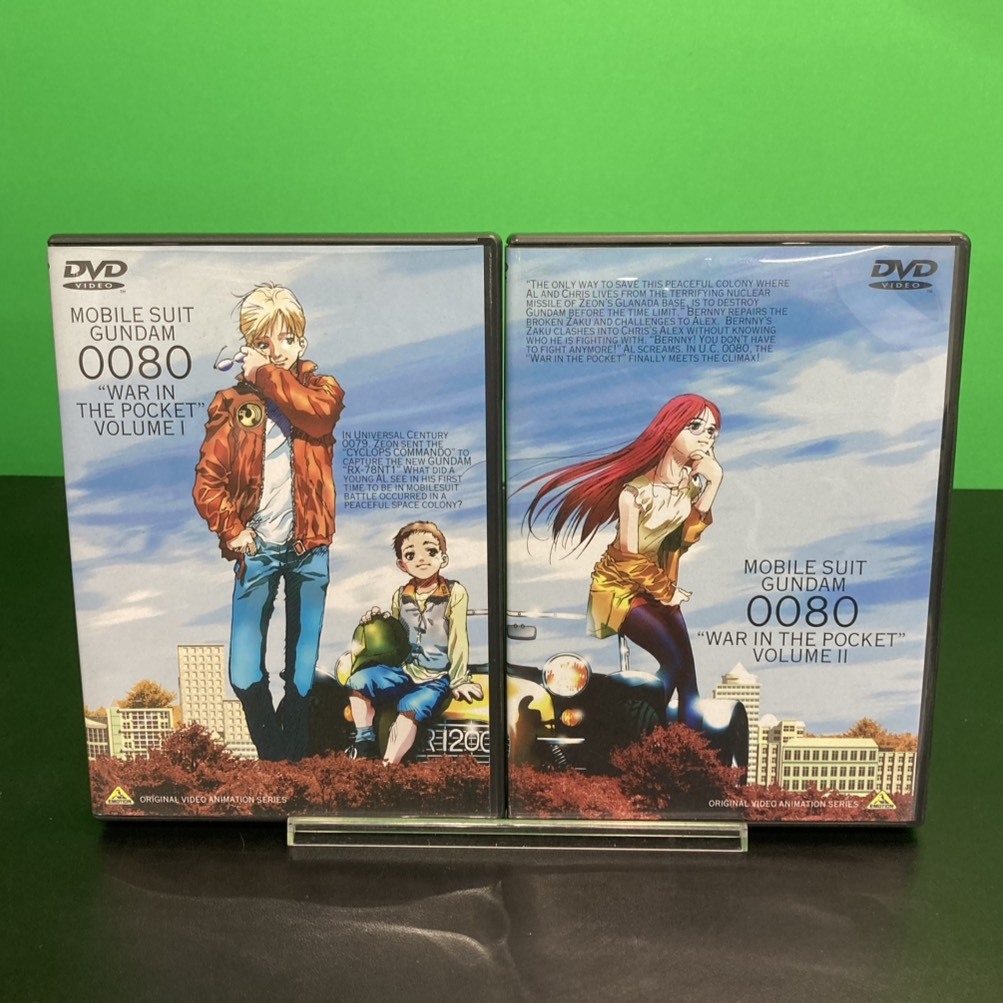 DVD
VIDEO
MOBILE SUIT
GUNDAM
0080
"WAR IN
THE POCKET"
VOLUME I
IN UNIVERSAL CENTURY
0079, ZEON SENT THE
"CYCLOPS COMMANDO" TO
CAPTURE THE NEW GUNDAM
"RX-78NT1" WHAT DID A
YOUNG AL SEE IN HIS FIRST
TIME TO BE IN MOBILESUIT
BATTLE OCCURRED IN A
PEACEFUL SPACE COLONY?
1200
EMOTION
ORIGINAL VIDEO ANIMATION SERIES
"THE ONLY WAY TO SAVE THIS PEACEFUL COLONY WHERE
AL AND CHRIS LIVES FROM THE TERRIFYING NUCLEAR
MISSILE OF ZEON'S GLANADA BASE, IS TO DESTROY
GUNDAM BEFORE THE TIME LIMIT." BERNNY REPAIRS THE
BROKEN ZAKU AND CHALLENGES TO ALEX. BERNNY'S
ZAKU CLASHES INTO CHRIS'S ALEX WITHOUT KNOWING
WHO HE IS FIGHTING WITH. "BERNNY! YOU DON'T HAVE
TO FIGHT ANYMORE!" AL SCREAMS. IN U.C. 0080, THE
"WAR IN THE POCKET" FINALLY MEETS THE CLIMAX!
DVD
VIDEO
MOBILE SUIT
GUNDAM
0080
"WAR IN THE POCKET"
VOLUME II
ORIGINAL VIDEO ANIMATION SERIES
EMOTION